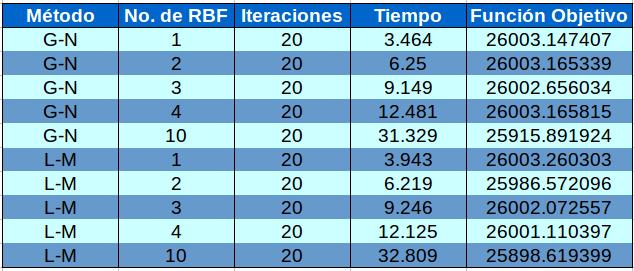 Método No. de RBF Iteraciones Tiempo Función Objetivo
G-N 1 20 3.464 26003.147407
G-N 2 20 6.25 26003.165339
G-N 3 20 9.149 26002.656034
G-N 4 20 12.481 26003.165815
G-N 10 20 31.329 25915.891924
L-M 1 20 3.943 26003.260303
L-M 2 20 6.219 25986.572096
L-M 3 20 9.246 26002.072557
L-M 4 20 12.125 26001.110397
L-M 10 20 32.809 25898.619399